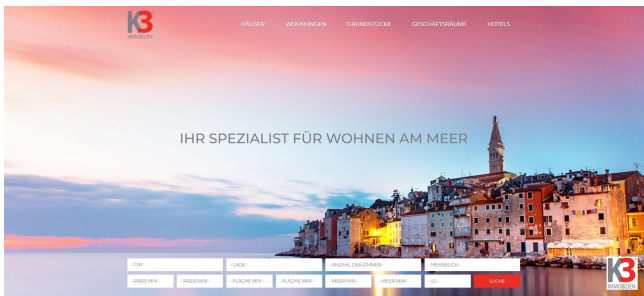 K3
IMMOBILIEN
HÄUSER WOHNUNGEN GRUNDSTÜCKE GESCHÄFTSRÄUME HOTELS
IHR SPEZIALIST FÜR WOHNEN AM MEER
- TYP - - LAGE - - ANZAHL DER ZIMMER - - MEERBLICK -
- PREIS MIN - - PREIS MAX - - FLÄCHE MIN - - FLÄCHE MAX - - MEER MIN - - MEER MAX - - ID - SUCHE
K3
IMMOBILIEN